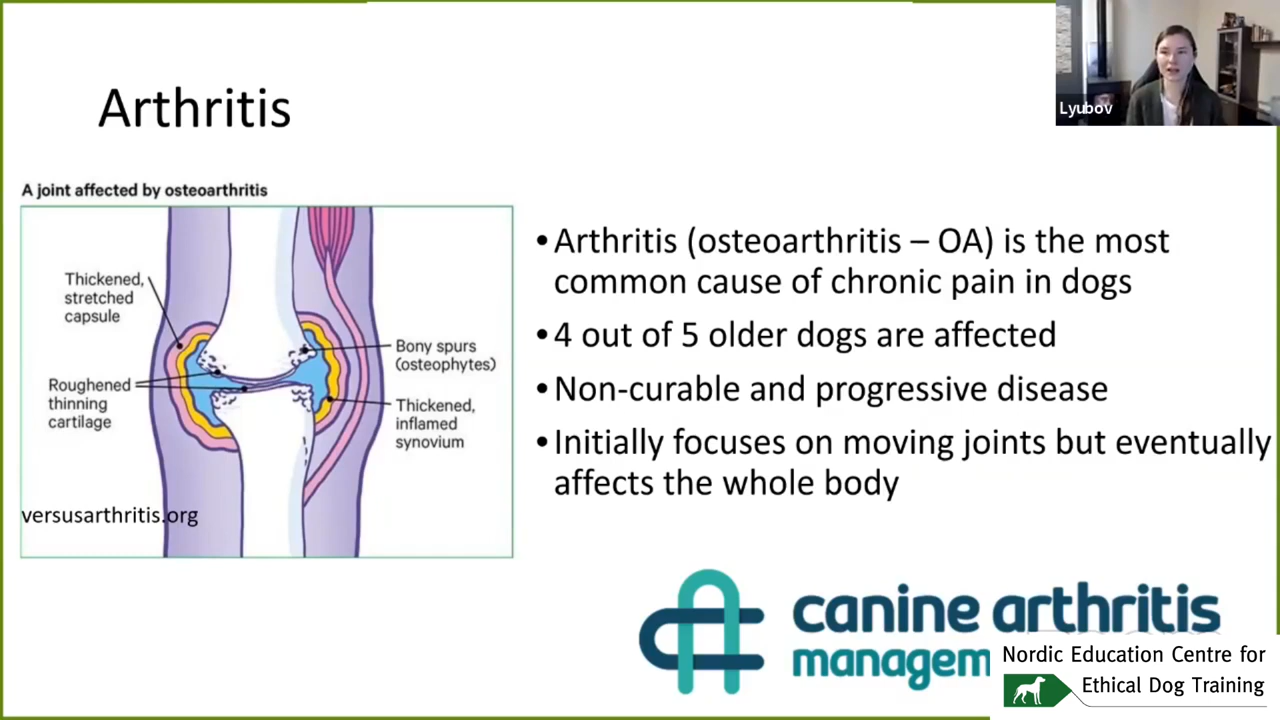 Arthritis
Lyubov
A joint affected by osteoarthritis
Thickened,
stretched
capsule
Roughened
thinning
cartilage
Bony spurs
(osteophytes)
Thickened,
inflamed
synovium
versusarthritis.org
•Arthritis (osteoarthritis – OA) is the most
common cause of chronic pain in dogs
•4 out of 5 older dogs are affected
•Non-curable and progressive disease
•Initially focuses on moving joints but eventually
affects the whole body
canine arthritis
managem
Nordic Education Centre for
Ethical Dog Training